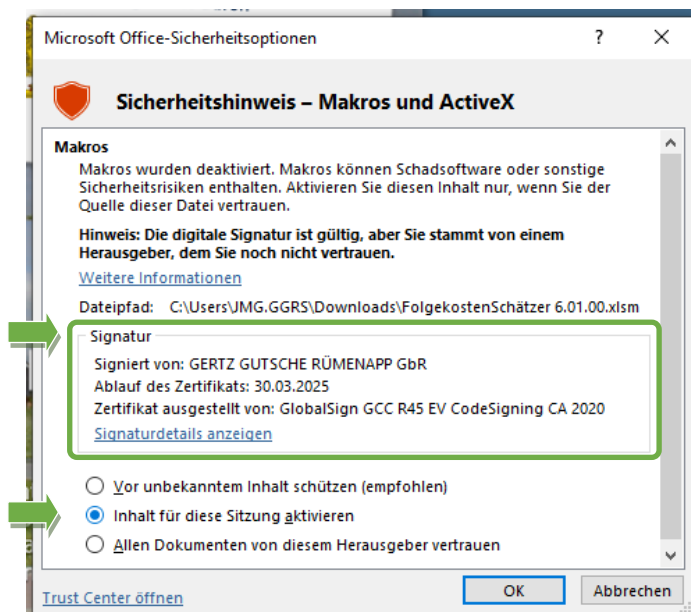 Microsoft Office-Sicherheitsoptionen
?
Sicherheitshinweis – Makros und ActiveX
Makros
Makros wurden deaktiviert. Makros können Schadsoftware oder sonstige
Sicherheitsrisiken enthalten. Aktivieren Sie diesen Inhalt nur, wenn Sie der
Quelle dieser Datei vertrauen.
Hinweis: Die digitale Signatur ist gültig, aber Sie stammt von einem
Herausgeber, dem Sie noch nicht vertrauen.
Weitere Informationen
Dateipfad: C:\Users\JMG.GGRS\Downloads\FolgekostenSchätzer 6.01.00.xlsm
Signatur
Signiert von: GERTZ GUTSCHE RÜMENAPP GbR
Ablauf des Zertifikats: 30.03.2025
Zertifikat ausgestellt von: GlobalSign GCC R45 EV CodeSigning CA 2020
Signaturdetails anzeigen
Vor unbekanntem Inhalt schützen (empfohlen)
Inhalt für diese Sitzung aktivieren
Allen Dokumenten von diesem Herausgeber vertrauen
Trust Center öffnen
OK
Abbrechen